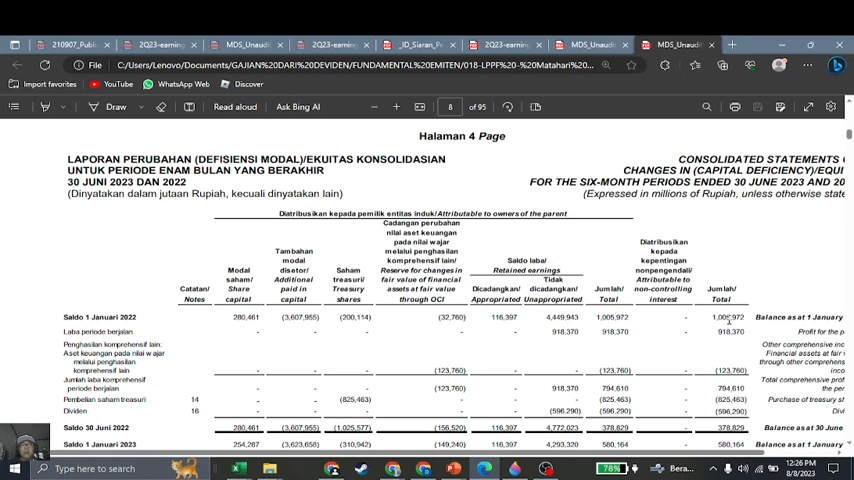 210907_Publi
2Q23-earning
MDS_Unaudit
2Q23-earning
_ID_Siaran_Pe
2Q23-earning
MDS_Unaudit
MDS_Unaudit
File
C:/Users/Lenovo/Documents/GAJIAN%20DARI%20DEVIDEN/FUNDAMENTAL%20EMITEN/018-LPPF%20-%20Matahari%20...
Import favorites
YouTube
WhatsApp Web
Discover
Draw
Read aloud
Ask Bing AI
8 of 95
Halaman 4 Page
LAPORAN PERUBAHAN (DEFISIENSI MODAL)/EKUITAS KONSOLIDASIAN
UNTUK PERIODE ENAM BULAN YANG BERAKHIR
30 JUNI 2023 DAN 2022
(Dinyatakan dalam jutaan Rupiah, kecuali dinyatakan lain)
CONSOLIDATED STATEMENTS
CHANGES IN (CAPITAL DEFICIENCY)/EQUI
FOR THE SIX-MONTH PERIODS ENDED 30 JUNE 2023 AND 20
(Expressed in millions of Rupiah, unless otherwise state
Diatribusikan kepada pemilik entitas induk/Attributable to owners of the parent
Catatan/
Notes
Modal
saham/
Share
capital
Tambahan
modal
disetor/
Additional
paid in
capital
Saham
treasuri/
Treasury
shares
Cadangan perubahan
nilai aset keuangan
pada nilai wajar
melalui penghasilan
komprehensif lain/
Reserve for changes in
fair value of financial
assets at fair value
through OCI
Saldo laba/
Retained earnings
Dicadangkan/
Appropriated
Tidak
dicadangkan/
Unappropriated
Jumlah/
Total
Diatribusikan
kepada
kepentingan
nonpengendali/
Attributable to
non-controlling
interest
Jumlah/
Total
Saldo 1 Januari 2022 280,461 (3,607,955) (200,114) (32,760) 116,397 4,449,943 1,005,972 - 1,005,972 Balance as at 1 January
Laba periode berjalan - - - - - 918,370 918,370 - 918,370 Profit for the p
Penghasilan komprehensif lain: Other comprehensive inco
Aset keuangan pada nilai wajar Financial assets at fair
melalui penghasilan through other comprehensi
komprehensif lain - - - (123,760) - - (123,760) - (123,760) inco
Jumlah laba komprehensif Total comprehensive prof
periode berjalan - - - (123,760) - 918,370 794,610 - 794,610 the p
Pembelian saham treasuri 14 - - (825,463) - - - (825,463) - (825,463) Purchase of treasury s
Dividen 16 - - - - - (596,290) (596,290) - (596,290) Divi
Saldo 30 Juni 2022 280,461 (3,607,955) (1,025,577) (156,520) 116,397 4,772,023 378,829 - 378,829 Balance as at 30 June
Saldo 1 Januari 2023 254,287 (3,623,658) (310,942) (149,240) 116,397 4,293,320 580,164 - 580,164 Balance as at 1 January
Type here to search
78%
Bera...
12:26 PM
8/8/2023